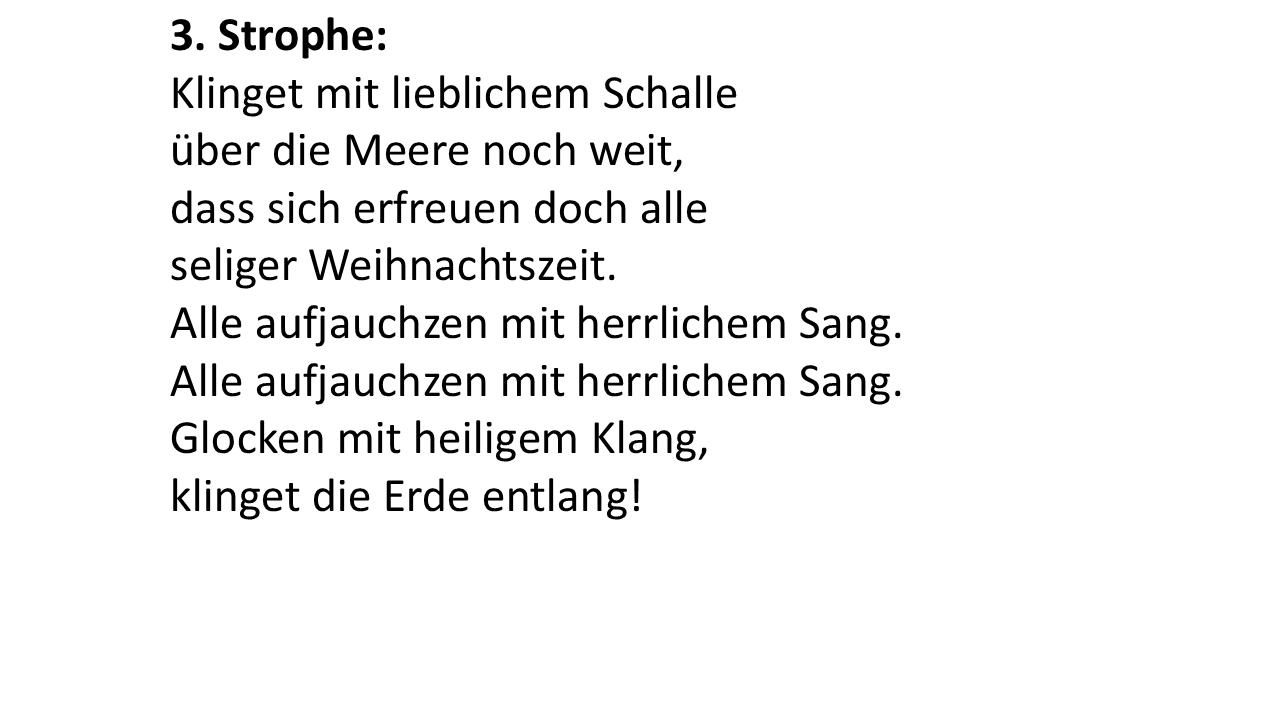 3. Strophe:
Klinget mit lieblichem Schalle
über die Meere noch weit,
dass sich erfreuen doch alle
seliger Weihnachtszeit.
Alle aufjauchzen mit herrlichem Sang.
Alle aufjauchzen mit herrlichem Sang.
Glocken mit heiligem Klang,
klinget die Erde entlang!